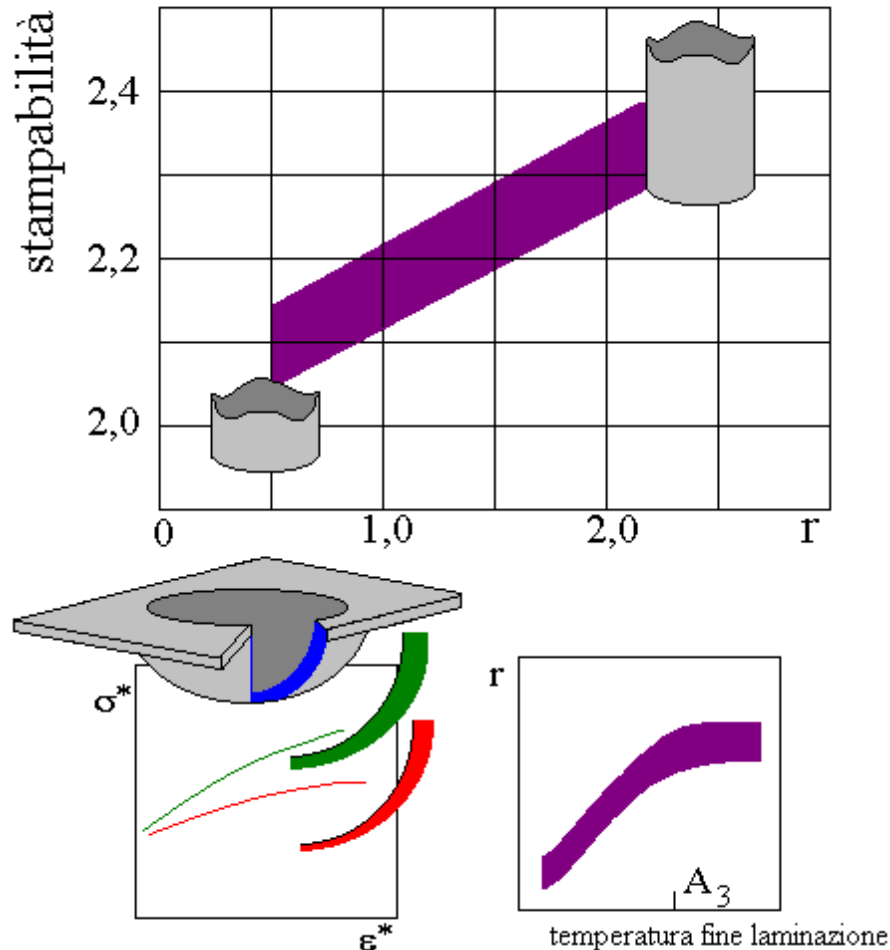 stampabilità
2,4
2,2
2,0
0
1,0
2,0
r
σ*
ε*
r
A3
temperatura fine laminazione